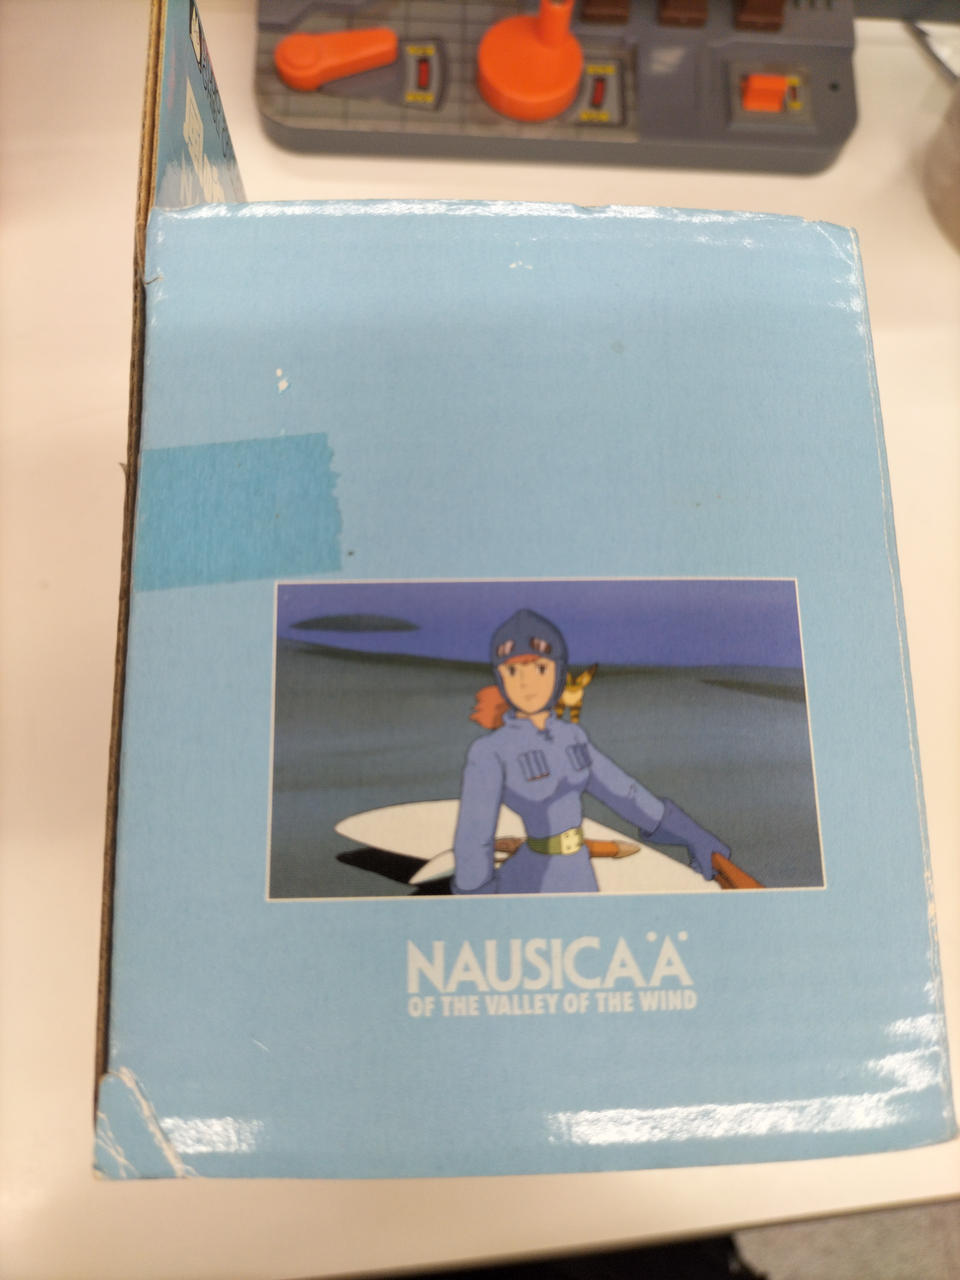 NAUSICAÄ
OF THE VALLEY OF THE WIND